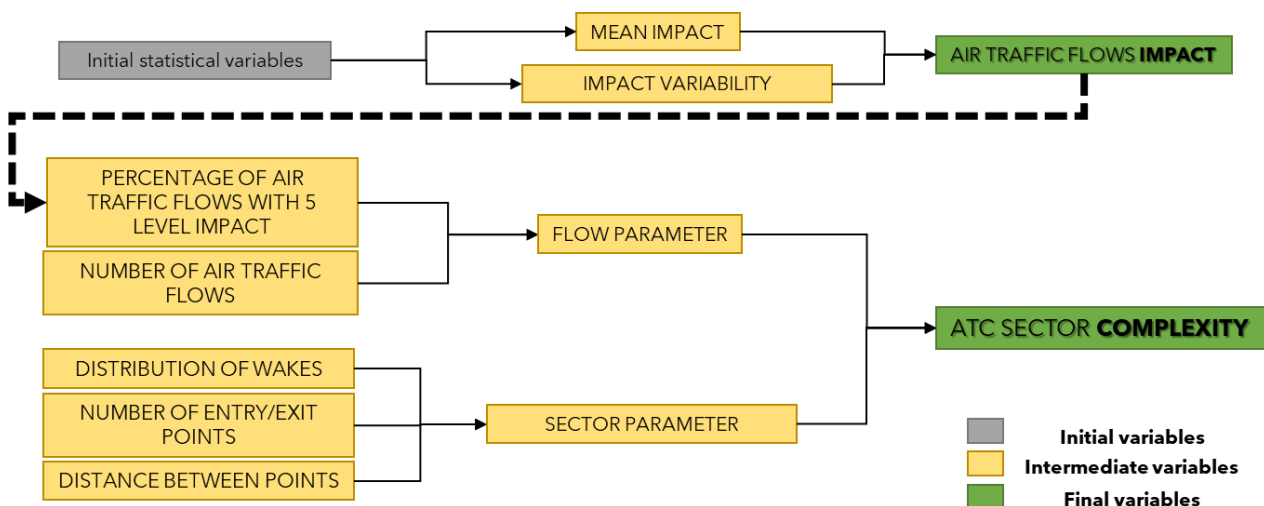 MEAN IMPACT
Initial statistical variables
IMPACT VARIABILITY
AIR TRAFFIC FLOWS IMPACT
PERCENTAGE OF AIR
TRAFFIC FLOWS WITH 5
LEVEL IMPACT
NUMBER OF AIR TRAFFIC
FLOWS
FLOW PARAMETER
DISTRIBUTION OF WAKES
NUMBER OF ENTRY/EXIT
POINTS
DISTANCE BETWEEN POINTS
SECTOR PARAMETER
ATC SECTOR COMPLEXITY
Initial variables
Intermediate variables
Final variables